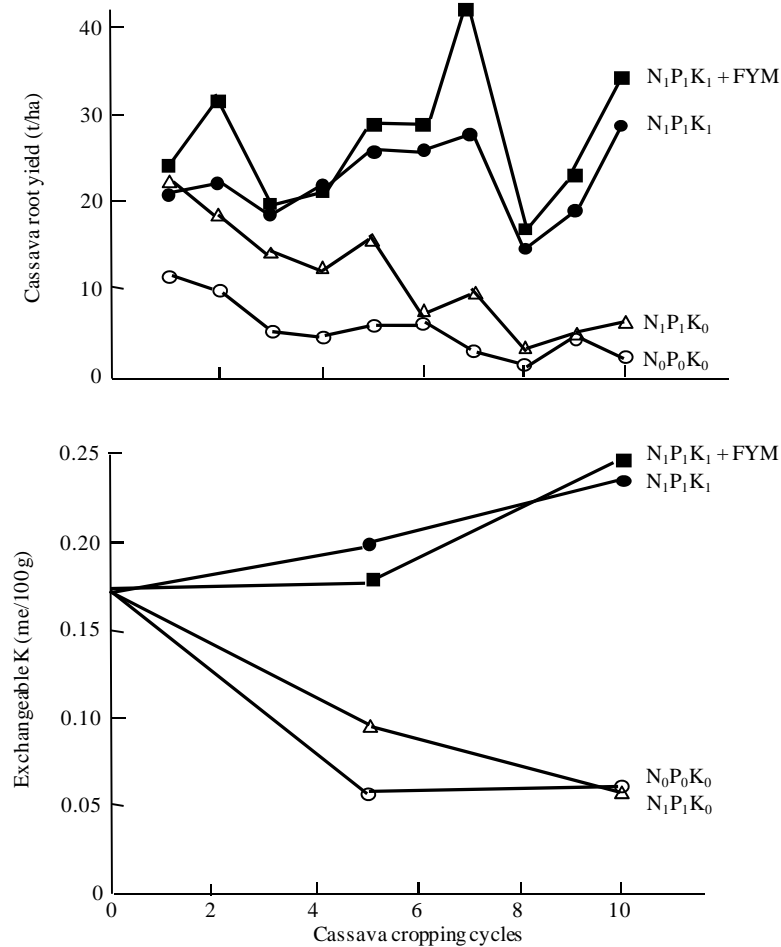 40
30
20
10
0
Cassava root yield (t/ha)
N₁P₁K₁ + FYM
N₁P₁K₁
N₁P₁K₀
N₀P₀K₀
0.25
0.20
0.15
0.10
0.05
0
Exchangeable K (me/100 g)
N₁P₁K₁ + FYM
N₁P₁K₁
N₀P₀K₀
N₁P₁K₀
0 2 4 6 8 10
Cassava cropping cycles